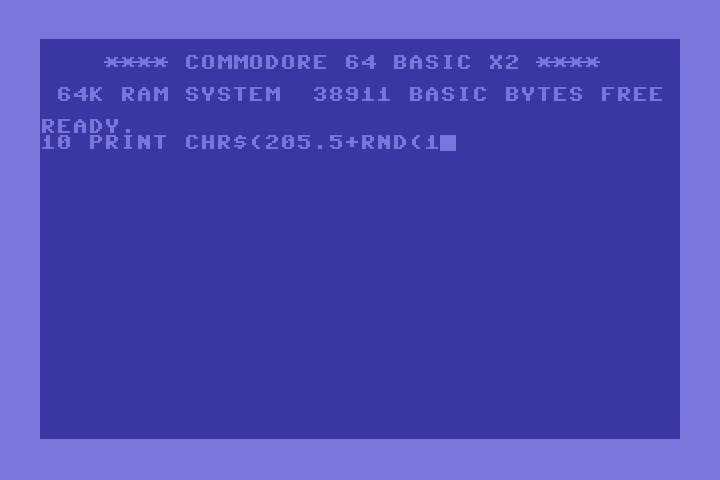 **** COMMODORE 64 BASIC X2 ****
64K RAM SYSTEM  38911 BASIC BYTES FREE
READY.
10 PRINT CHR$(205.5+RND(1